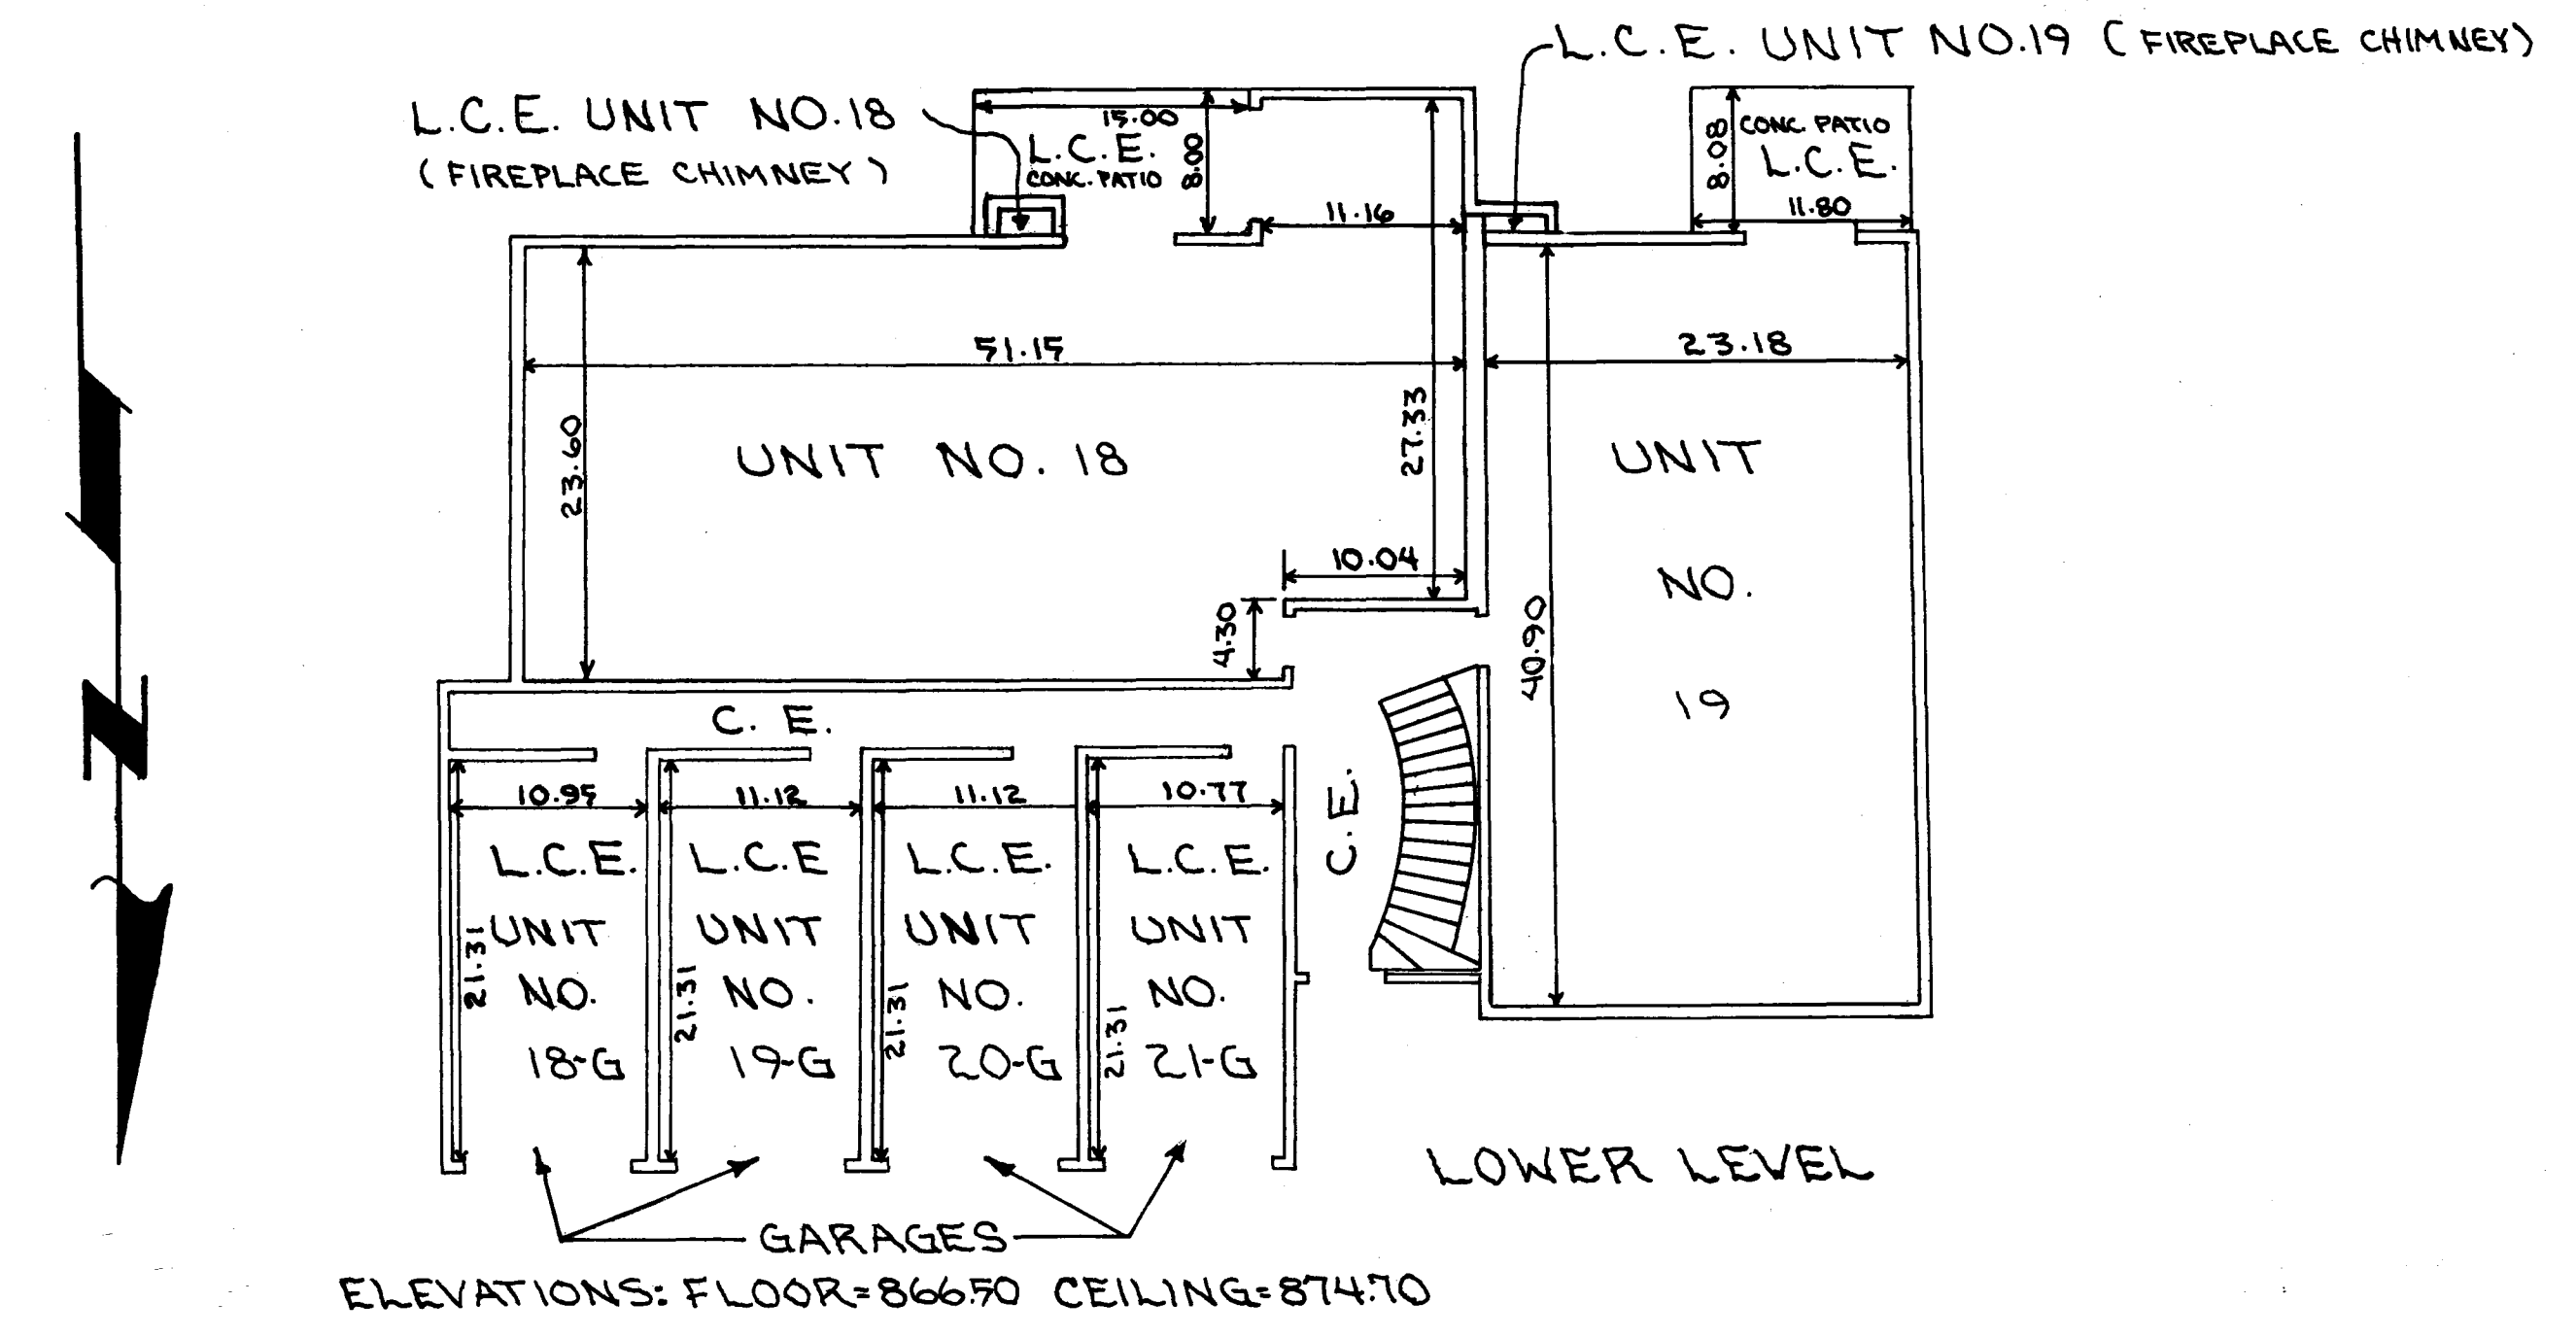 L.C.E. UNIT NO.19 (FIREPLACE CHIMNEY)
L.C.E. UNIT NO.18
(FIREPLACE CHIMNEY)
15.00
L.C.E.
CONC. PATIO
8.00
8.08
CONC. PATIO
L.C.E.
11.80
11.16
51.15
23.18
23.60
27.33
UNIT NO. 18
UNIT
NO.
19
10.04
4.30
40.90
N
C. E.
C.E.
10.95
11.12
11.12
10.77
L.C.E.
UNIT
NO.
18-G
21.31
L.C.E
UNIT
NO.
19-G
21.31
L.C.E.
UNIT
NO.
20-G
21.31
L.C.E.
UNIT
NO.
21-G
21.31
LOWER LEVEL
GARAGES
ELEVATIONS: FLOOR=866.50 CEILING=874.70